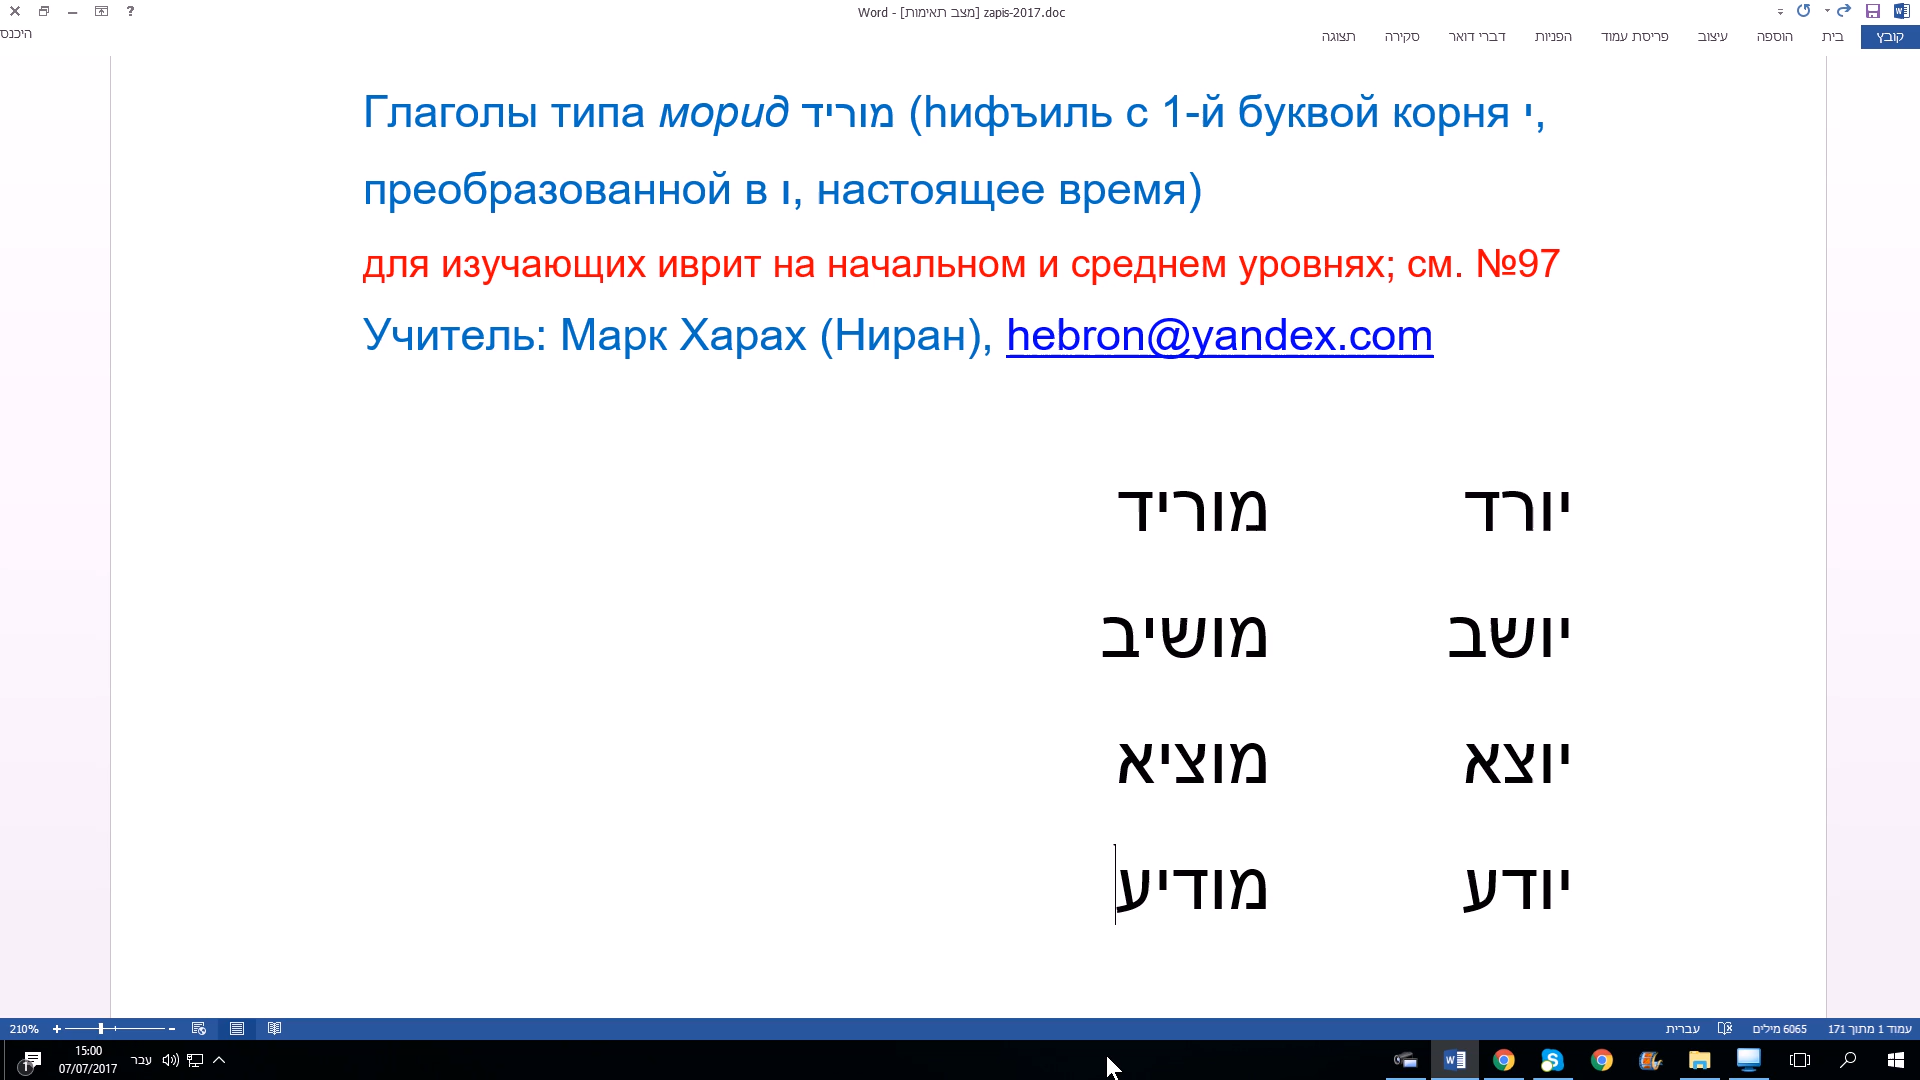 zapis-2017.doc [מצב תאימות] - Word
היכנס
קובץ בית הוספה עיצוב פריסת עמוד הפניות דברי דואר סקירה תצוגה
Глаголы типа морид מוריד (hифъиль с 1-й буквой корня י,
преобразованной в ו, настоящее время)
для изучающих иврит на начальном и среднем уровнях; см. №97
Учитель: Марк Харах (Ниран), hebron@yandex.com
יורד מוריד
יושב מושיב
יוצא מוציא
יודע מודיע
עמוד 1 מתוך 171 6065 מילים עברית 210%
15:00
עבר
07/07/2017
1